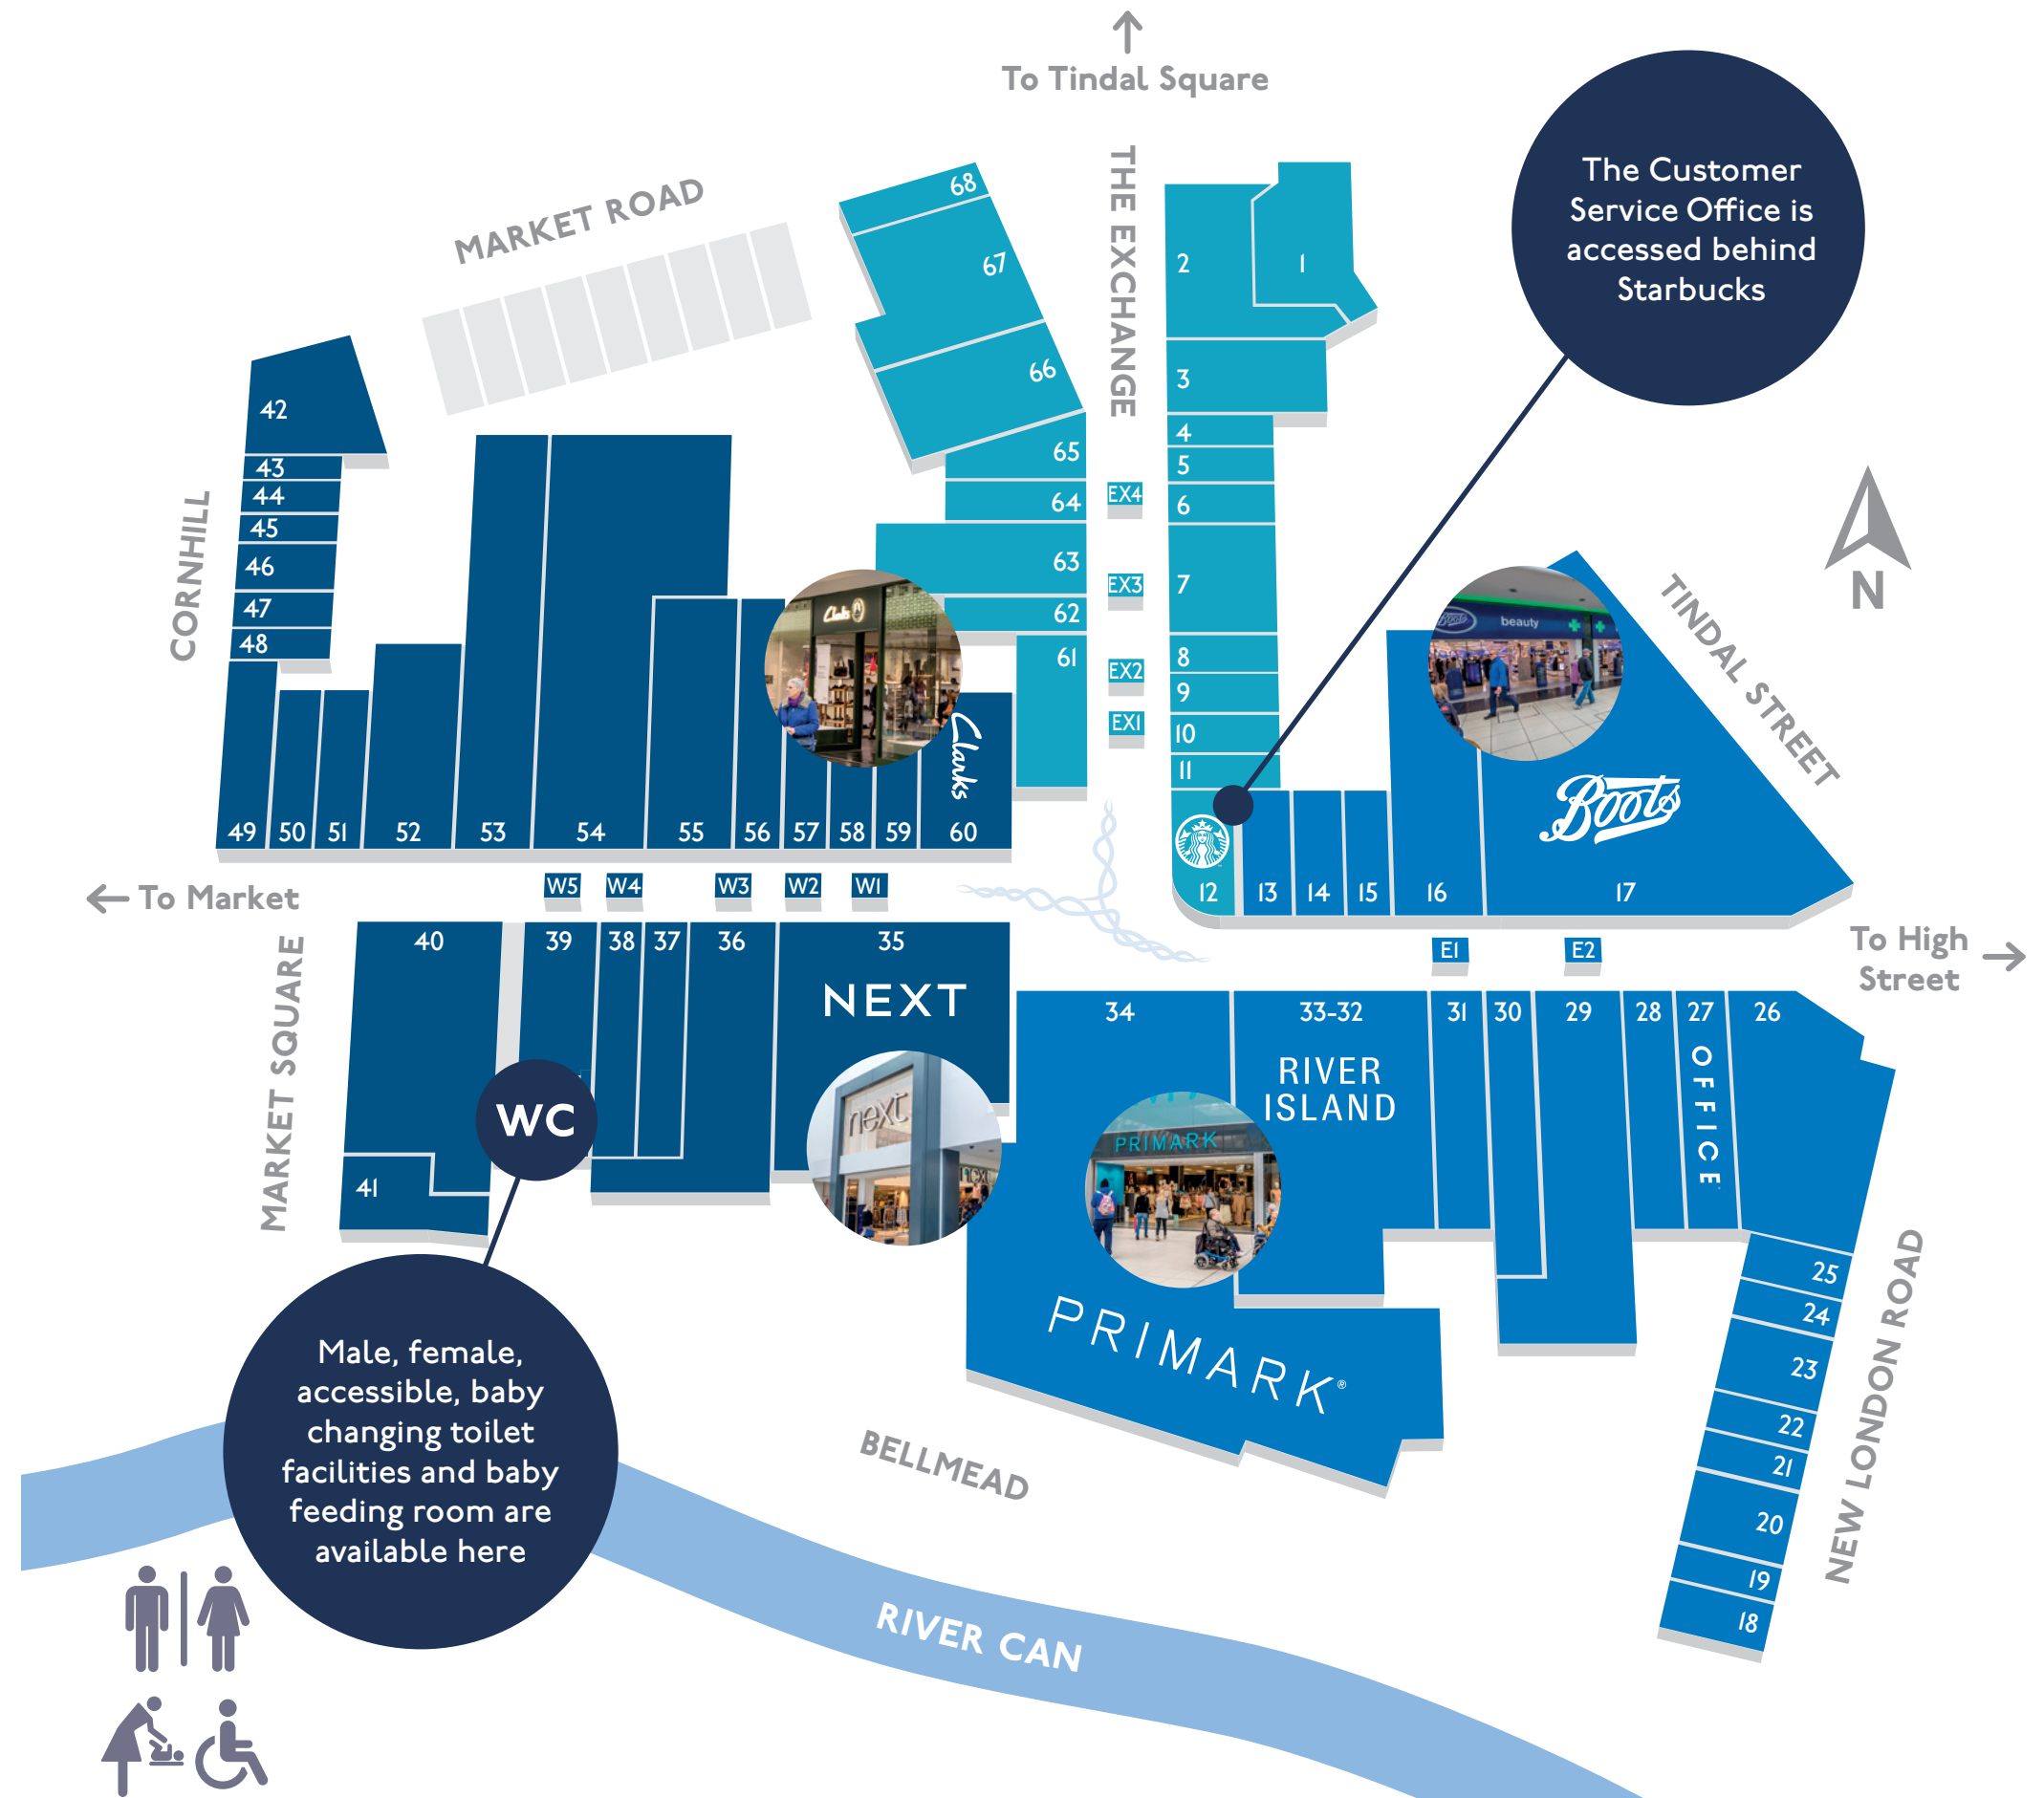 To Tindal Square
THE EXCHANGE
The Customer
Service Office is
accessed behind
Starbucks
MARKET ROAD
68
67
66
65
64
63
62
61
2
1
3
4
5
6
7
8
9
10
11
12
EX4
EX3
EX2
EX1
N
TINDAL STREET
CORNHILL
42
43
44
45
46
47
48
49
50
51
52
53
54
55
56
57
58
59
60
Clarks
Clarks
beauty
Boots
Boots
13
14
15
16
17
To Market
W5
W4
W3
W2
W1
E1
E2
To High
Street
MARKET SQUARE
40
39
38
37
36
35
NEXT
next
next
41
WC
34
33-32
RIVER
ISLAND
31
30
29
28
27
OFFICE
26
PRIMARK
PRIMARK®
25
24
23
22
21
20
19
18
NEW LONDON ROAD
BELLMEAD
Male, female,
accessible, baby
changing toilet
facilities and baby
feeding room are
available here
RIVER CAN